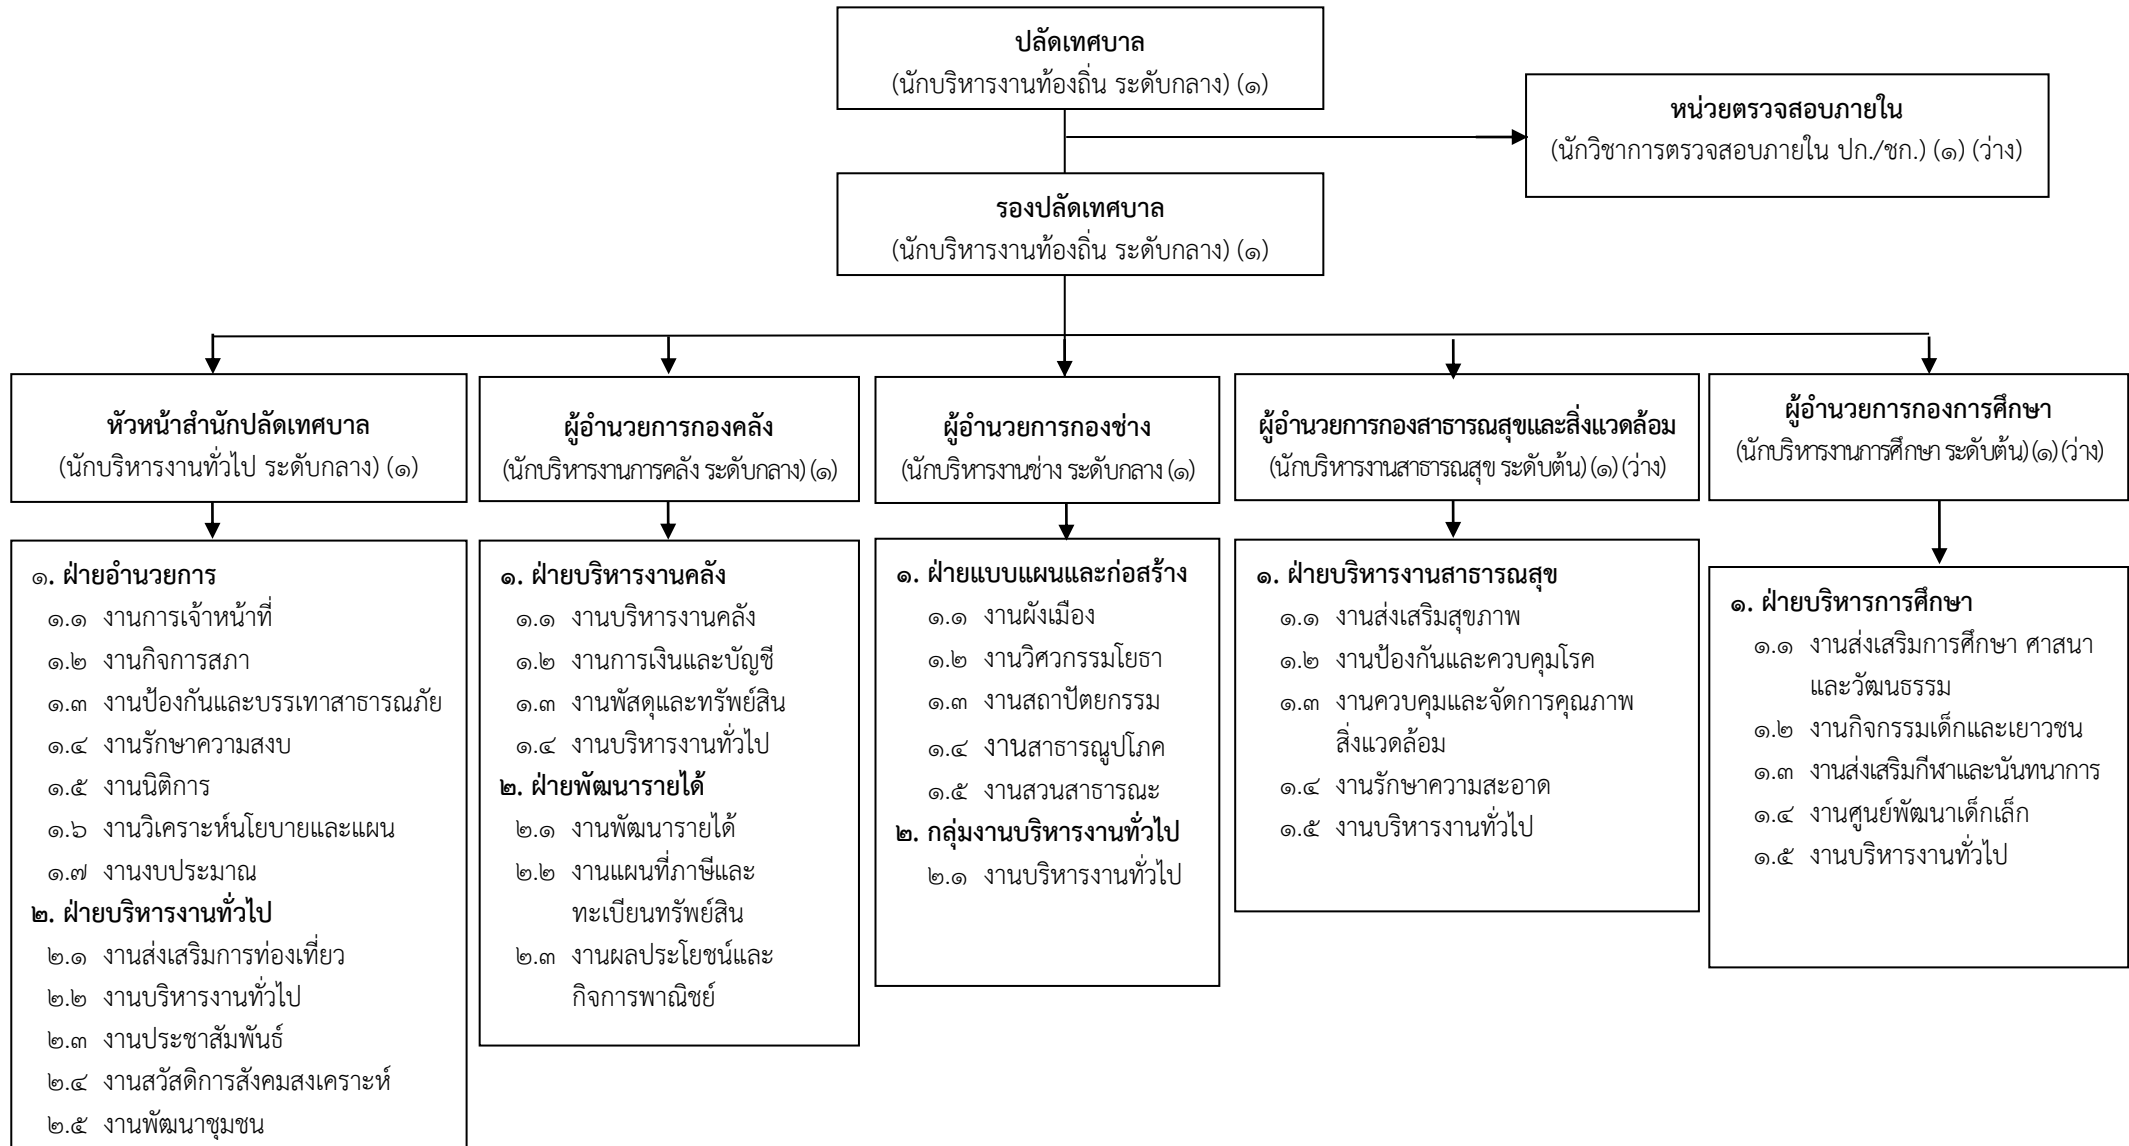 ปลัดเทศบาล
(นักบริหารงานท้องถิ่น ระดับกลาง) (๑)
หน่วยตรวจสอบภายใน
(นักวิชาการตรวจสอบภายใน ปก./ชก.) (๑) (ว่าง)
รองปลัดเทศบาล
(นักบริหารงานท้องถิ่น ระดับกลาง) (๑)
หัวหน้าสำนักปลัดเทศบาล
(นักบริหารงานทั่วไป ระดับกลาง) (๑)
ผู้อำนวยการกองคลัง
(นักบริหารงานการคลัง ระดับกลาง) (๑)
ผู้อำนวยการกองช่าง
(นักบริหารงานช่าง ระดับกลาง (๑)
ผู้อำนวยการกองสาธารณสุขและสิ่งแวดล้อม
(นักบริหารงานสาธารณสุข ระดับต้น) (๑) (ว่าง)
ผู้อำนวยการกองการศึกษา
(นักบริหารงานการศึกษา ระดับต้น) (๑) (ว่าง)
๑. ฝ่ายอำนวยการ
๑.๑ งานการเจ้าหน้าที่
๑.๒ งานกิจการสภา
๑.๓ งานป้องกันและบรรเทาสาธารณภัย
๑.๔ งานรักษาความสงบ
๑.๕ งานนิติการ
๑.๖ งานวิเคราะห์นโยบายและแผน
๑.๗ งานงบประมาณ
๒. ฝ่ายบริหารงานทั่วไป
๒.๑ งานส่งเสริมการท่องเที่ยว
๒.๒ งานบริหารงานทั่วไป
๒.๓ งานประชาสัมพันธ์
๒.๔ งานสวัสดิการสังคมสงเคราะห์
๒.๕ งานพัฒนาชุมชน
๑. ฝ่ายบริหารงานคลัง
๑.๑ งานบริหารงานคลัง
๑.๒ งานการเงินและบัญชี
๑.๓ งานพัสดุและทรัพย์สิน
๑.๔ งานบริหารงานทั่วไป
๒. ฝ่ายพัฒนารายได้
๒.๑ งานพัฒนารายได้
๒.๒ งานแผนที่ภาษีและ
ทะเบียนทรัพย์สิน
๒.๓ งานผลประโยชน์และ
กิจการพาณิชย์
๑. ฝ่ายแบบแผนและก่อสร้าง
๑.๑ งานผังเมือง
๑.๒ งานวิศวกรรมโยธา
๑.๓ งานสถาปัตยกรรม
๑.๔ งานสาธารณูปโภค
๑.๕ งานสวนสาธารณะ
๒. กลุ่มงานบริหารงานทั่วไป
๒.๑ งานบริหารงานทั่วไป
๑. ฝ่ายบริหารงานสาธารณสุข
๑.๑ งานส่งเสริมสุขภาพ
๑.๒ งานป้องกันและควบคุมโรค
๑.๓ งานควบคุมและจัดการคุณภาพ
สิ่งแวดล้อม
๑.๔ งานรักษาความสะอาด
๑.๕ งานบริหารงานทั่วไป
๑. ฝ่ายบริหารการศึกษา
๑.๑ งานส่งเสริมการศึกษา ศาสนา
และวัฒนธรรม
๑.๒ งานกิจกรรมเด็กและเยาวชน
๑.๓ งานส่งเสริมกีฬาและนันทนาการ
๑.๔ งานศูนย์พัฒนาเด็กเล็ก
๑.๕ งานบริหารงานทั่วไป